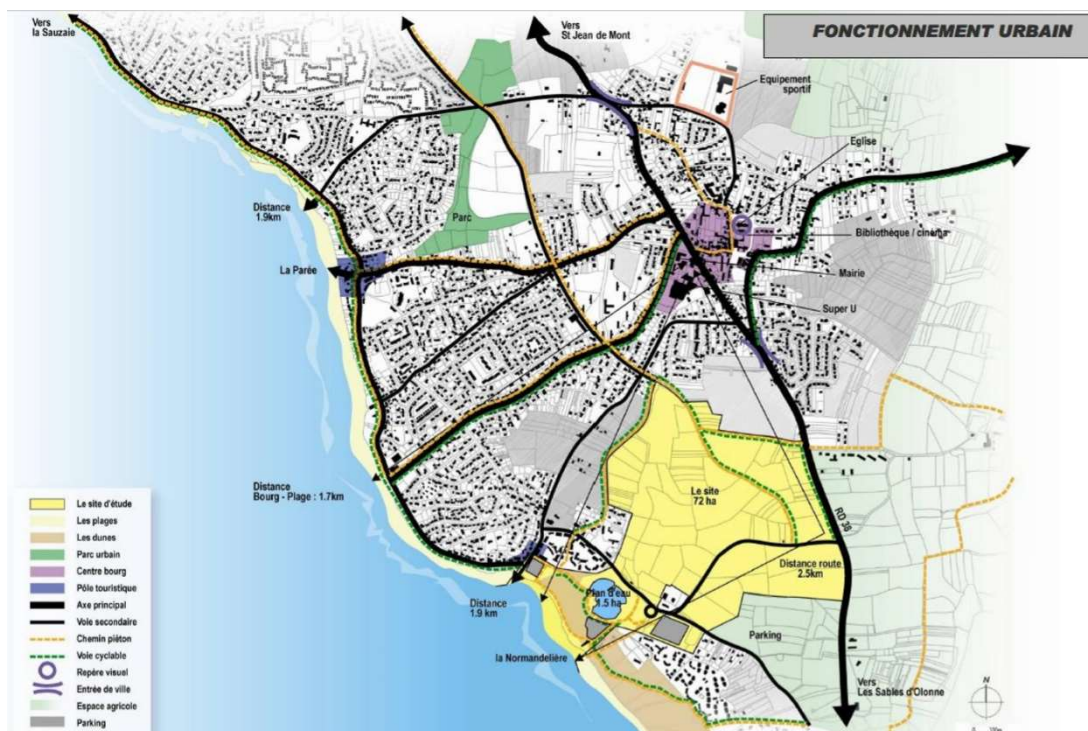 FONCTIONNEMENT URBAIN
Vers
la Sauzaie
Vers
St Jean de Mont
Equipement
sportif
Eglise
Distance
1.9km
Parc
Bibliothèque / cinéma
La Parée
Mairie
Super U
Distance
Bourg - Plage : 1.7km
Le site
72 ha
RD 38
Distance route
2.5km
Plan d'eau
1.5 ha
Distance
1.9 km
Parking
la Normandelière
Vers
Les Sables d'Olonne
N
0 100m
Le site d'étude
Les plages
Les dunes
Parc urbain
Centre bourg
Pôle touristique
Axe principal
Voie secondaire
Chemin piéton
Voie cyclable
Repère visuel
Entrée de ville
Espace agricole
Parking